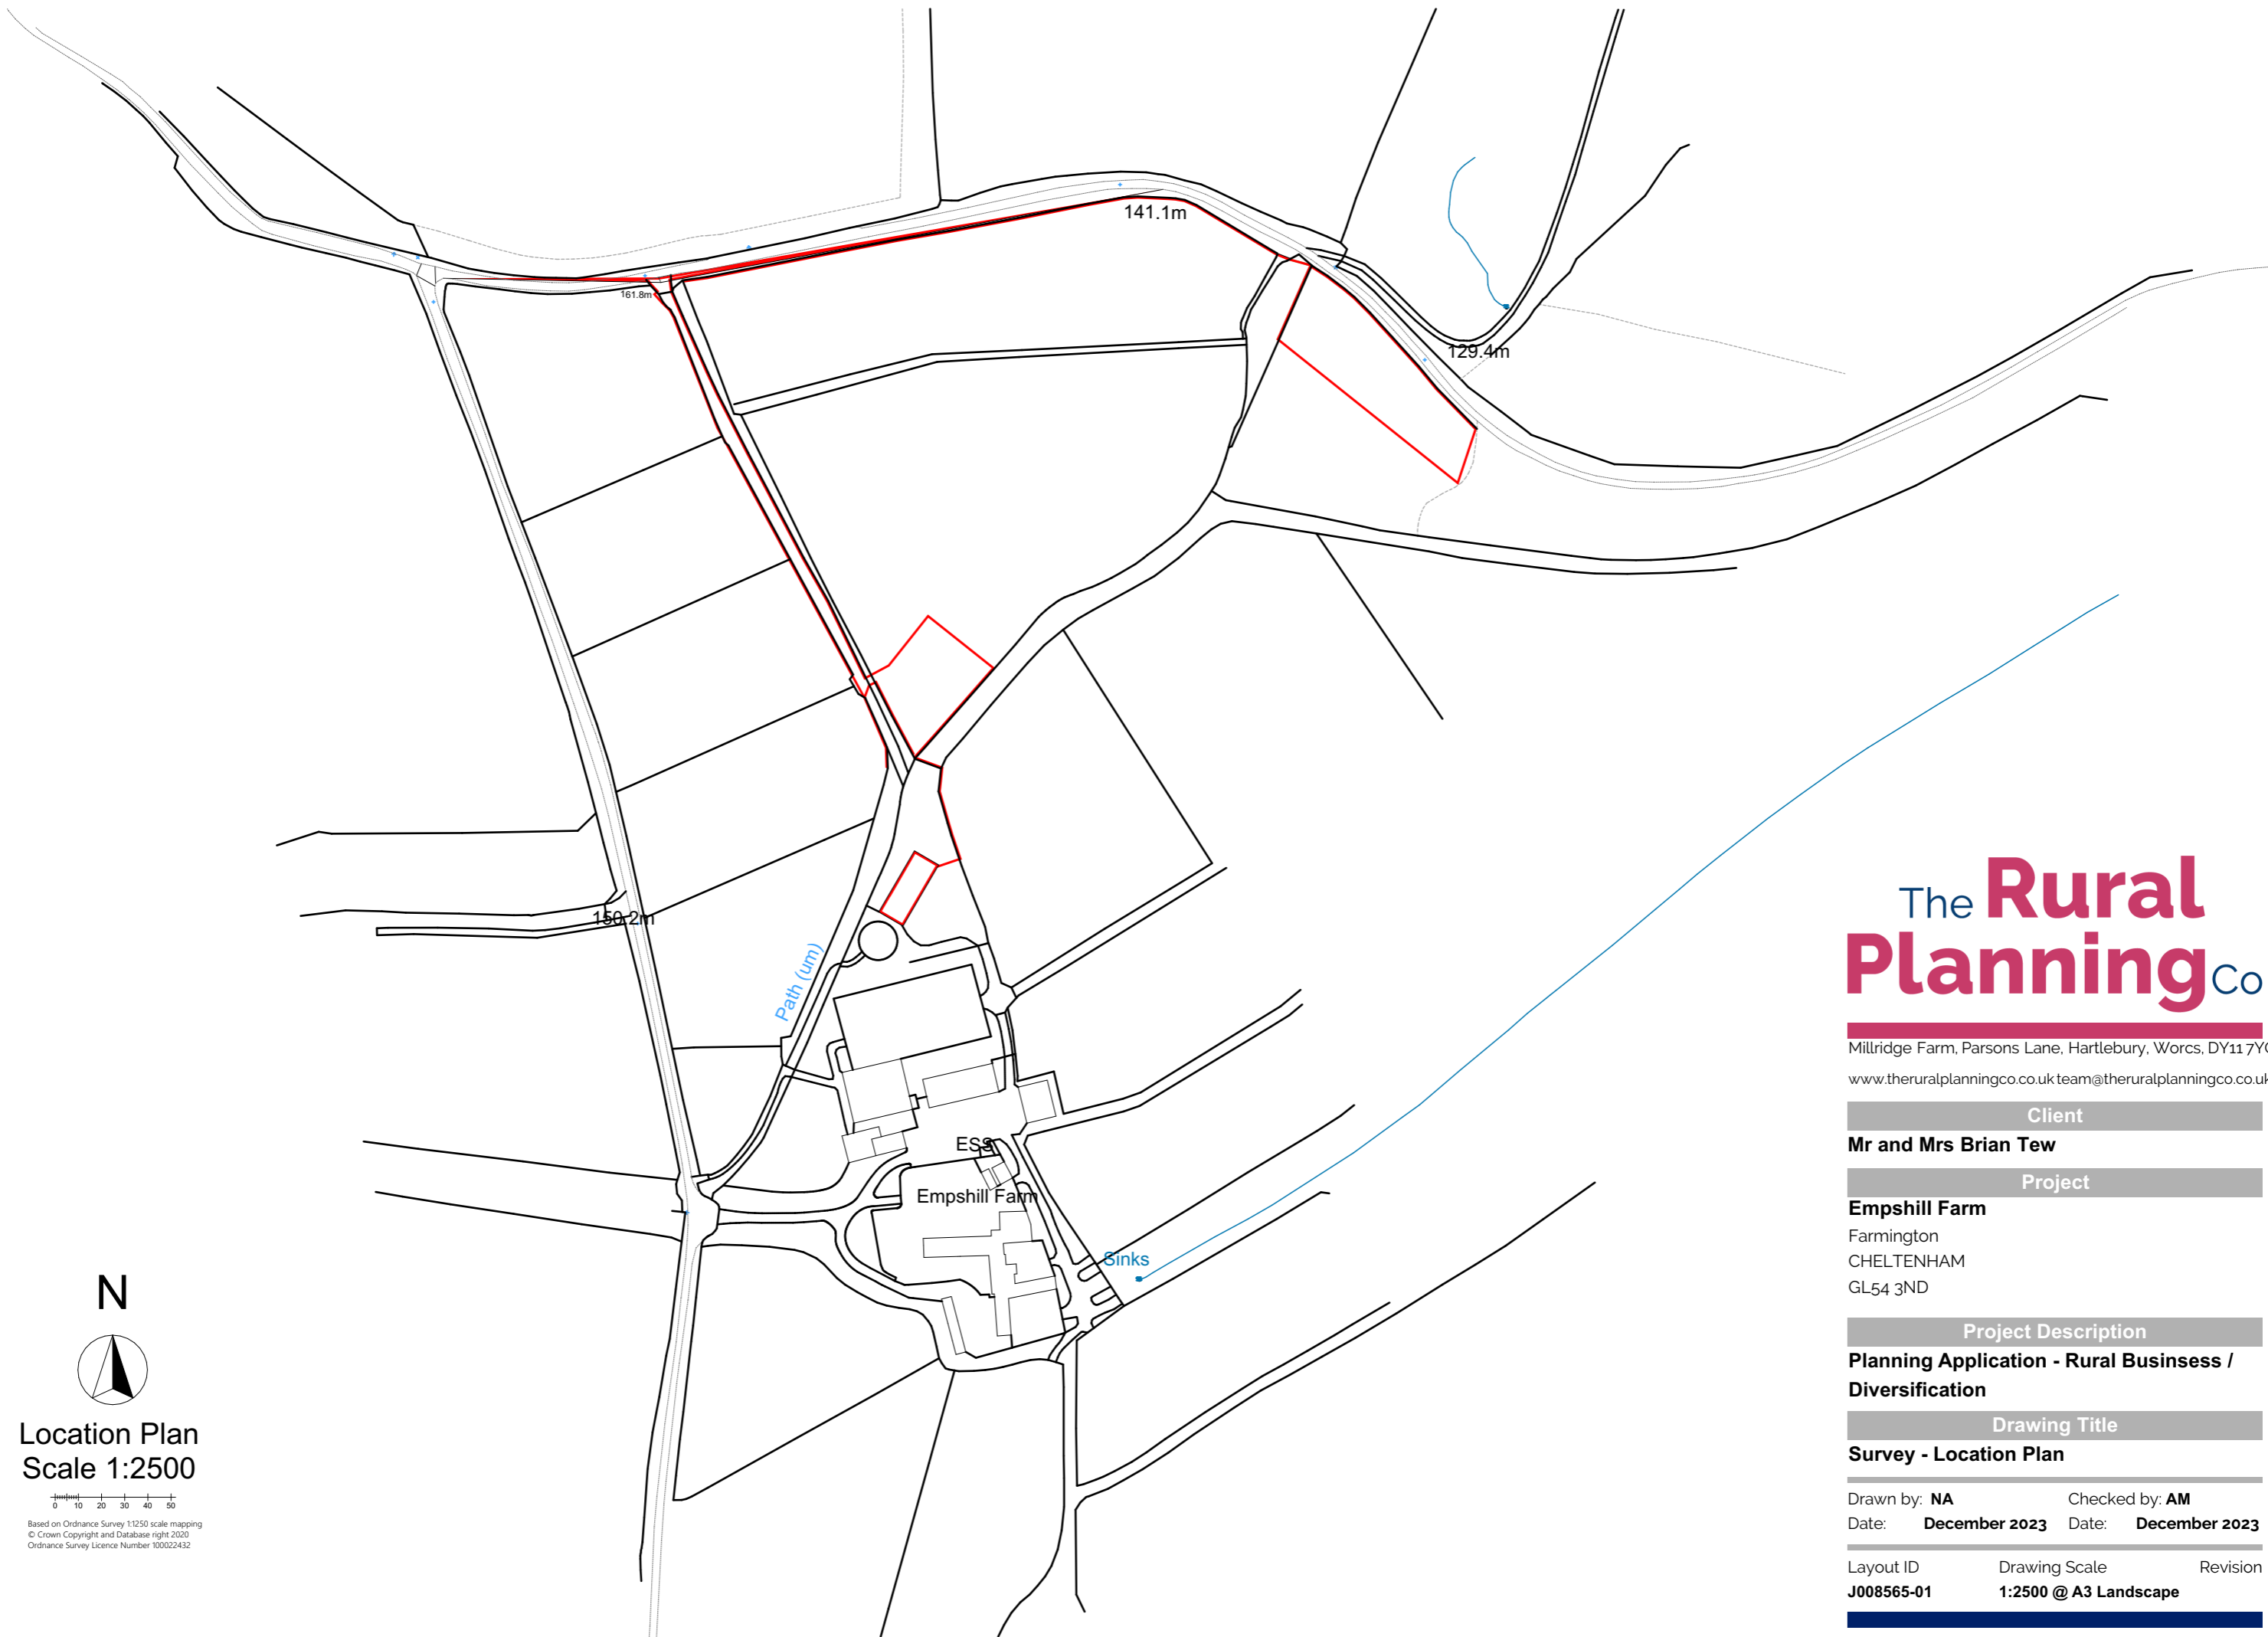 141.1m
161.8m
129.4m
150.2m
Path (um)
ESS
Empshill Farm
Sinks
N
Location Plan
Scale 1:2500
0 10 20 30 40 50
Based on Ordnance Survey 1:1250 scale mapping
© Crown Copyright and Database right 2020
Ordnance Survey Licence Number 100022432
The Rural
Planning Co
Millridge Farm, Parsons Lane, Hartlebury, Worcs, DY11
www.theruralplanningco.co.uk team@theruralplanningco.co.uk
Client
Mr and Mrs Brian Tew
Project
Empshill Farm
Farmington
CHELTENHAM
GL54 3ND
Project Description
Planning Application - Rural Businsess /
Diversification
Drawing Title
Survey - Location Plan
Drawn by: NA Checked by: AM
Date: December 2023 Date: December 2023
Layout ID Drawing Scale Revision
J008565-01 1:2500 @ A3 Landscape